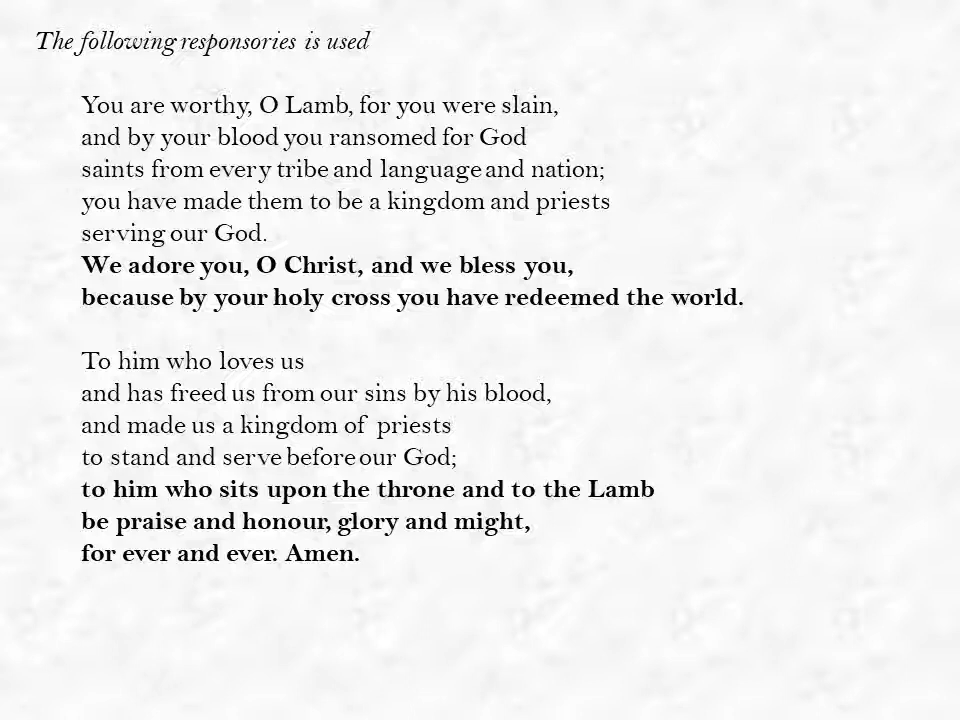 The following responsories is used
You are worthy, O Lamb, for you were slain,
and by your blood you ransomed for God
saints from every tribe and language and nation;
you have made them to be a kingdom and priests
serving our God.
We adore you, O Christ, and we bless you,
because by your holy cross you have redeemed the world.
To him who loves us
and has freed us from our sins by his blood,
and made us a kingdom of priests
to stand and serve before our God;
to him who sits upon the throne and to the Lamb
be praise and honour, glory and might,
for ever and ever. Amen.